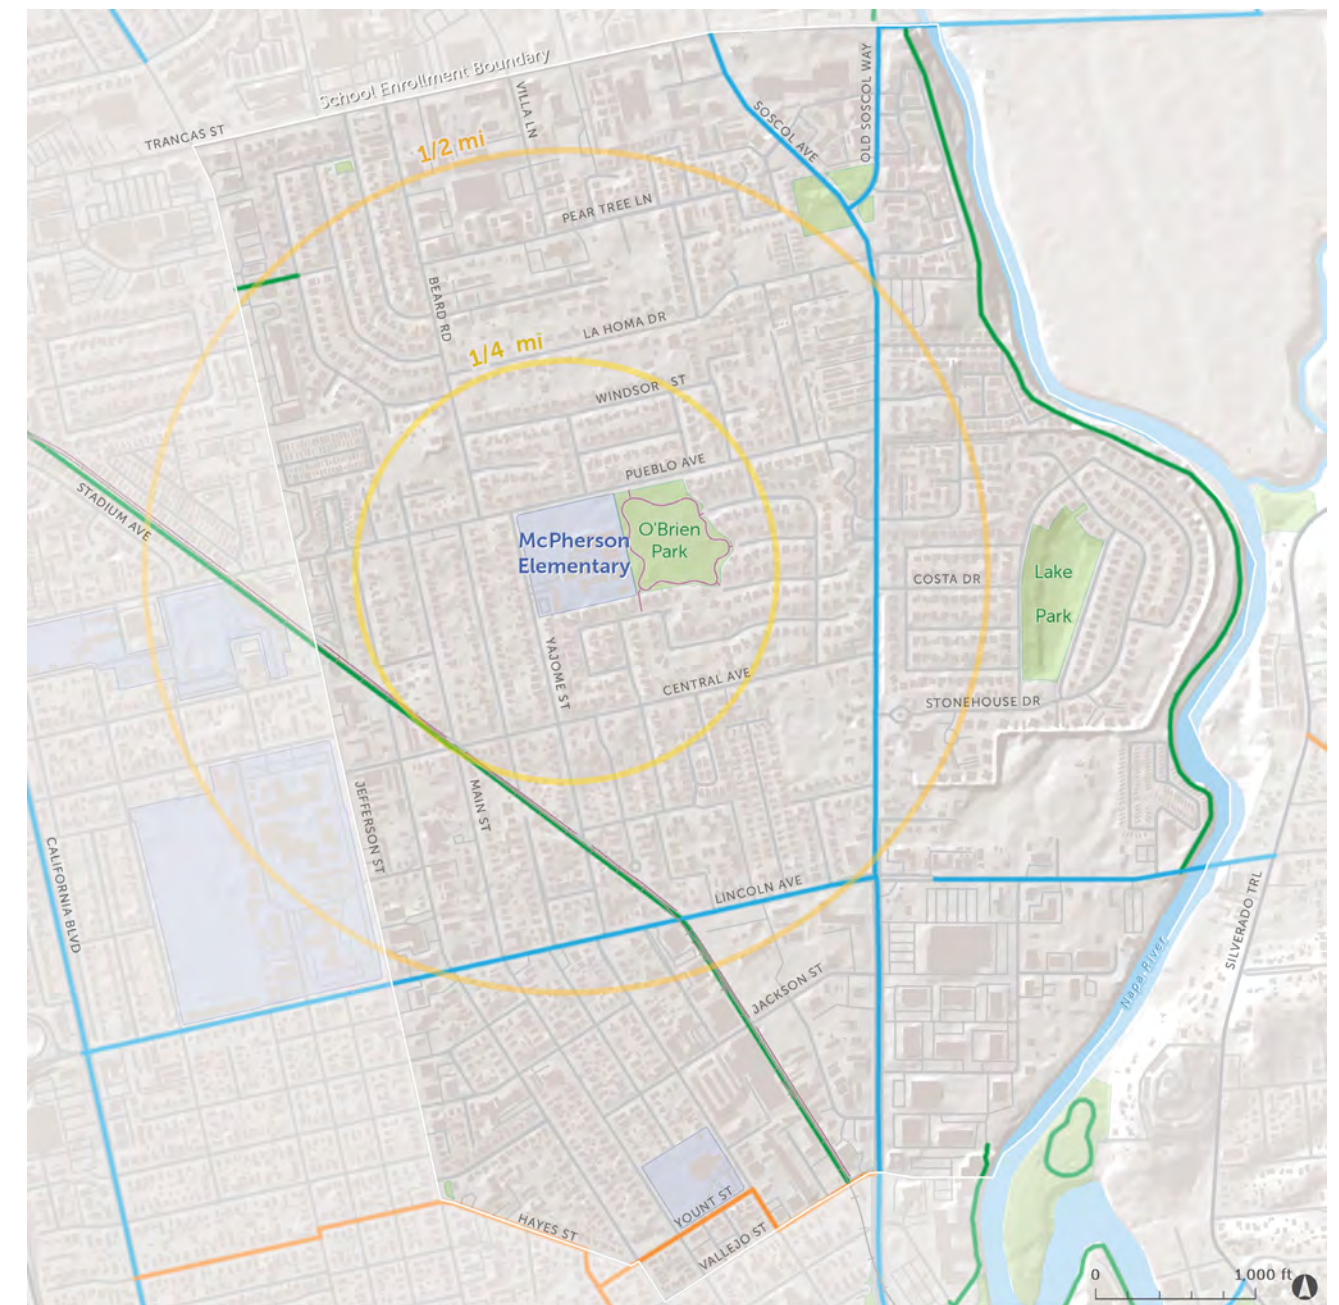 School Enrollment Boundary
TRANCAS ST
VILLA LN
SOSCOL AVE
OLD SOSCOL WAY
1/2 mi
PEAR TREE LN
BEARD RD
LA HOMA DR
1/4 mi
WINDSOR ST
PUEBLO AVE
STADIUM AVE
McPherson
Elementary
O'Brien
Park
COSTA DR
Lake
Park
YAJOME ST
CENTRAL AVE
STONEHOUSE DR
JEFFERSON ST
MAIN ST
CALIFORNIA BLVD
LINCOLN AVE
SILVERADO TRL
JACKSON ST
Napa River
HAYES ST
YOUNT ST
VALLEJO ST
0 1,000 ft